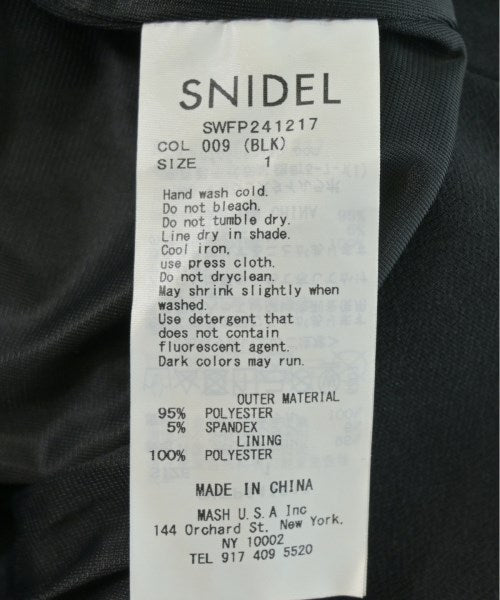 SNIDEL
SWFP241217
COL 009 (BLK)
SIZE 1
Hand wash cold.
Do not bleach.
Do not tumble dry.
Line dry in shade.
Cool iron,
use press cloth.
Do not dryclean.
May shrink slightly when
washed.
Use detergent that
does not contain
fluorescent agent.
Dark colors may run.
OUTER MATERIAL
95% POLYESTER
5% SPANDEX
LINING
100% POLYESTER
MADE IN CHINA
MASH U.S.A Inc
144 Orchard St. New York.
NY 10002
TEL 917 409 5520